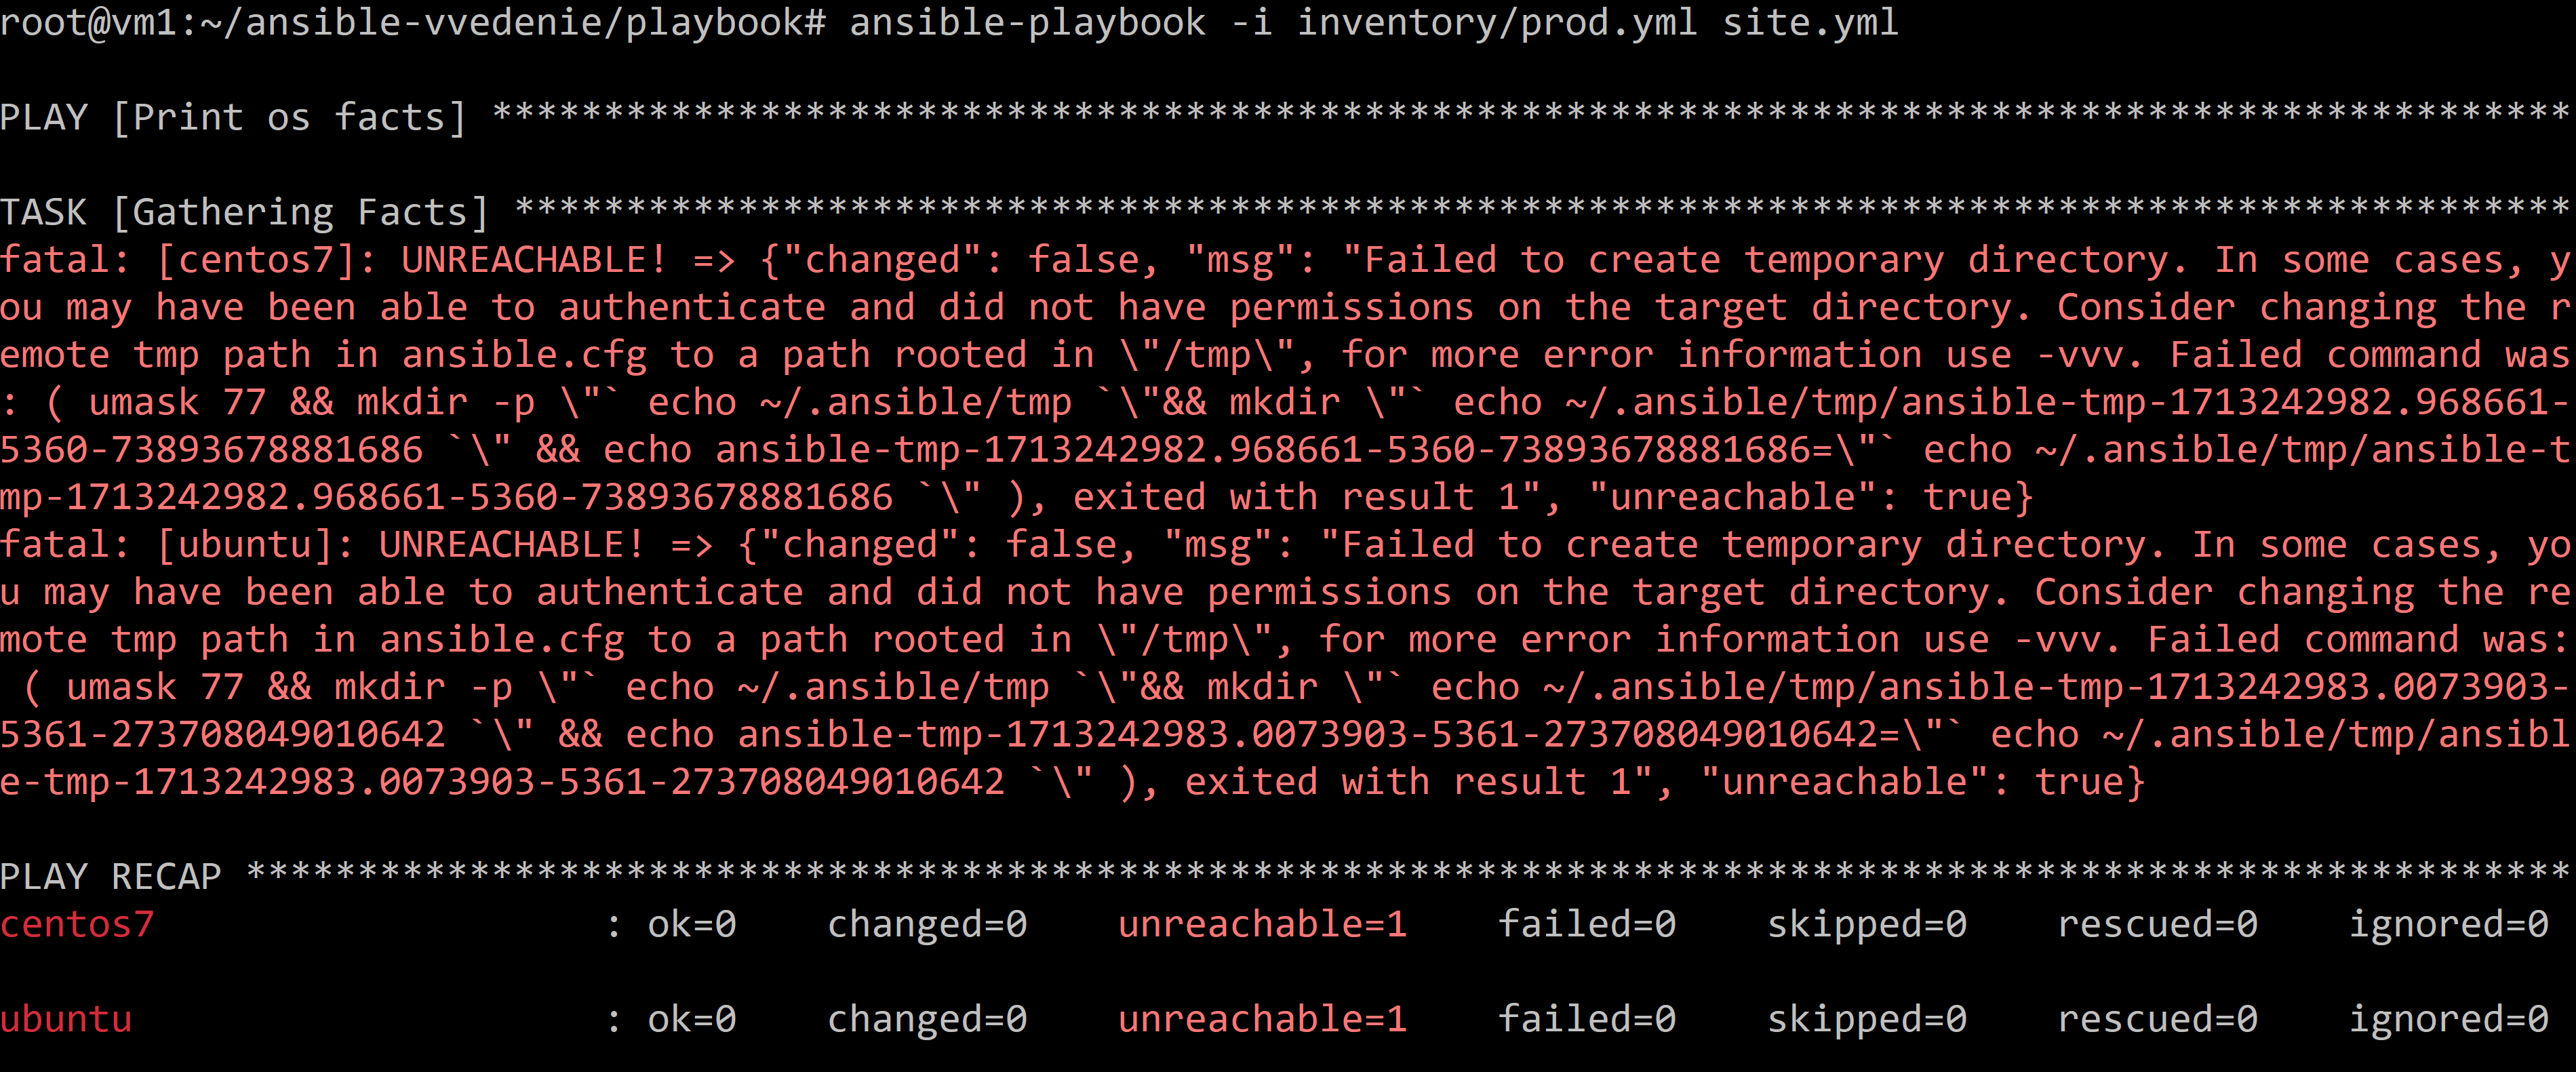 root@vm1:~/ansible-vvedenie/playbook# ansible-playbook -i inventory/prod.yml site.yml
PLAY [Print os facts] *********************************************************************************************
TASK [Gathering Facts] ********************************************************************************************
fatal: [centos7]: UNREACHABLE! => {"changed": false, "msg": "Failed to create temporary directory. In some cases, y
ou may have been able to authenticate and did not have permissions on the target directory. Consider changing the r
emote tmp path in ansible.cfg to a path rooted in \"/tmp\", for more error information use -vvv. Failed command was
: ( umask 77 && mkdir -p \"` echo ~/.ansible/tmp `\"&& mkdir \"` echo ~/.ansible/tmp/ansible-tmp-1713242982.968661-
5360-73893678881686 `\" && echo ansible-tmp-1713242982.968661-5360-73893678881686=\"` echo ~/.ansible/tmp/ansible-t
mp-1713242982.968661-5360-73893678881686 `\" ), exited with result 1", "unreachable": true}
fatal: [ubuntu]: UNREACHABLE! => {"changed": false, "msg": "Failed to create temporary directory. In some cases, yo
u may have been able to authenticate and did not have permissions on the target directory. Consider changing the re
mote tmp path in ansible.cfg to a path rooted in \"/tmp\", for more error information use -vvv. Failed command was:
 ( umask 77 && mkdir -p \"` echo ~/.ansible/tmp `\"&& mkdir \"` echo ~/.ansible/tmp/ansible-tmp-1713242983.0073903-
5361-273708049010642 `\" && echo ansible-tmp-1713242983.0073903-5361-273708049010642=\"` echo ~/.ansible/tmp/ansibl
e-tmp-1713242983.0073903-5361-273708049010642 `\" ), exited with result 1", "unreachable": true}
PLAY RECAP ********************************************************************************************************
centos7                    : ok=0    changed=0    unreachable=1    failed=0    skipped=0    rescued=0    ignored=0
ubuntu                     : ok=0    changed=0    unreachable=1    failed=0    skipped=0    rescued=0    ignored=0